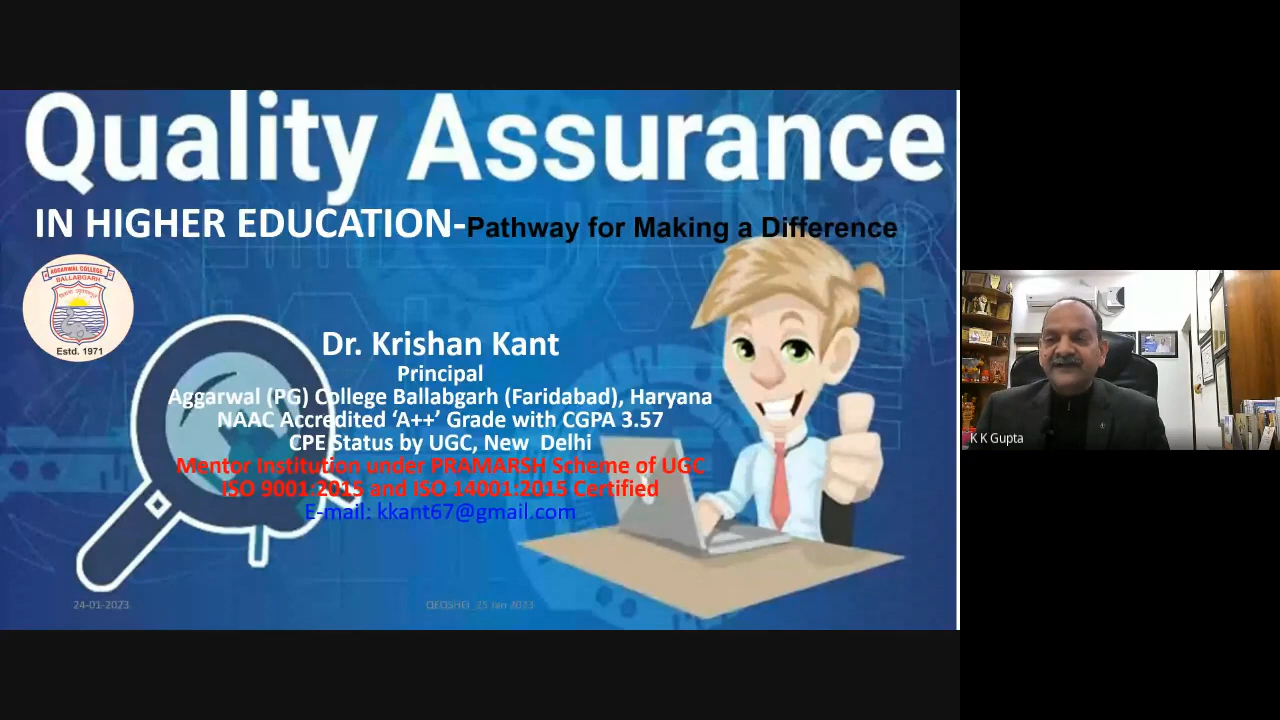 Quality Assurance
IN HIGHER EDUCATION-Pathway for Making a Difference
AGGARWAL COLLEGE
BALLABGARH
Estd. 1971
Dr. Krishan Kant
Principal
Aggarwal (PG) College Ballabgarh (Faridabad), Haryana
NAAC Accredited ‘A++’ Grade with CGPA 3.57
CPE Status by UGC, New Delhi
Mentor Institution under PRAMARSH Scheme of UGC
ISO 9001:2015 and ISO 14001:2015 Certified
E-mail: kkant67@gmail.com
24-01-2023
25 Jan 2023
K K Gupta